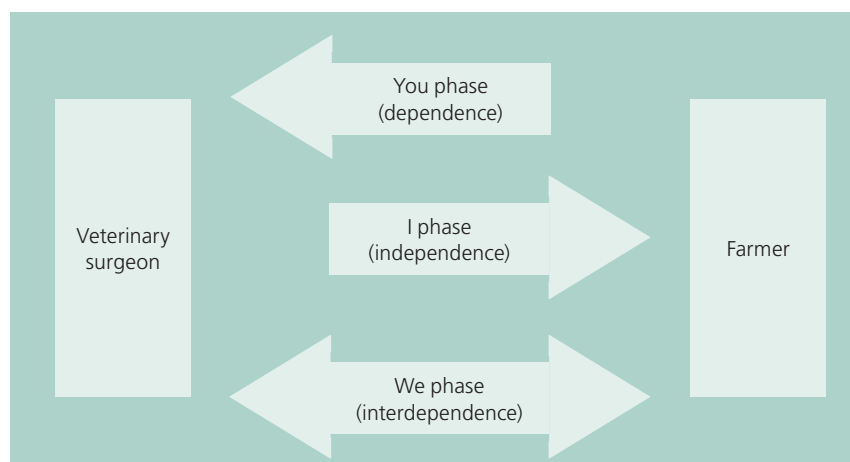 You phase
(dependence)
Veterinary
surgeon
I phase
(independence)
Farmer
We phase
(interdependence)